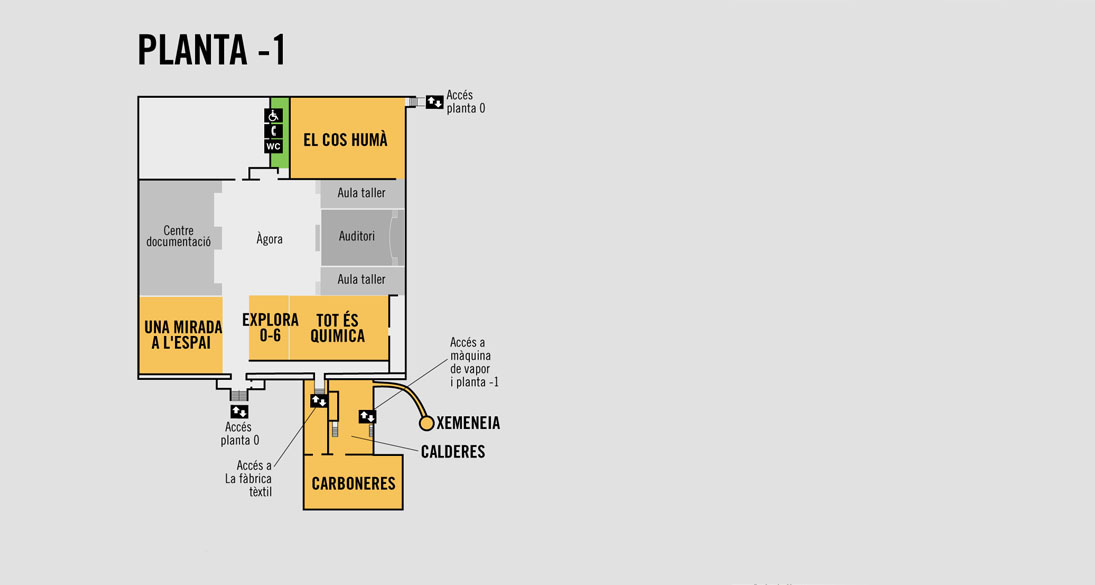 PLANTA -1
Accés
planta 0
WC
EL COS HUMÀ
Aula taller
Centre
documentació
Àgora
Auditori
Aula taller
UNA MIRADA
A L'ESPAI
EXPLORA
0-6
TOT ÉS
QUIMICA
Accés a
màquina
de vapor
i planta -1
Accés
planta 0
XEMENEIA
CALDERES
Accés a
La fàbrica
tèxtil
CARBONERES